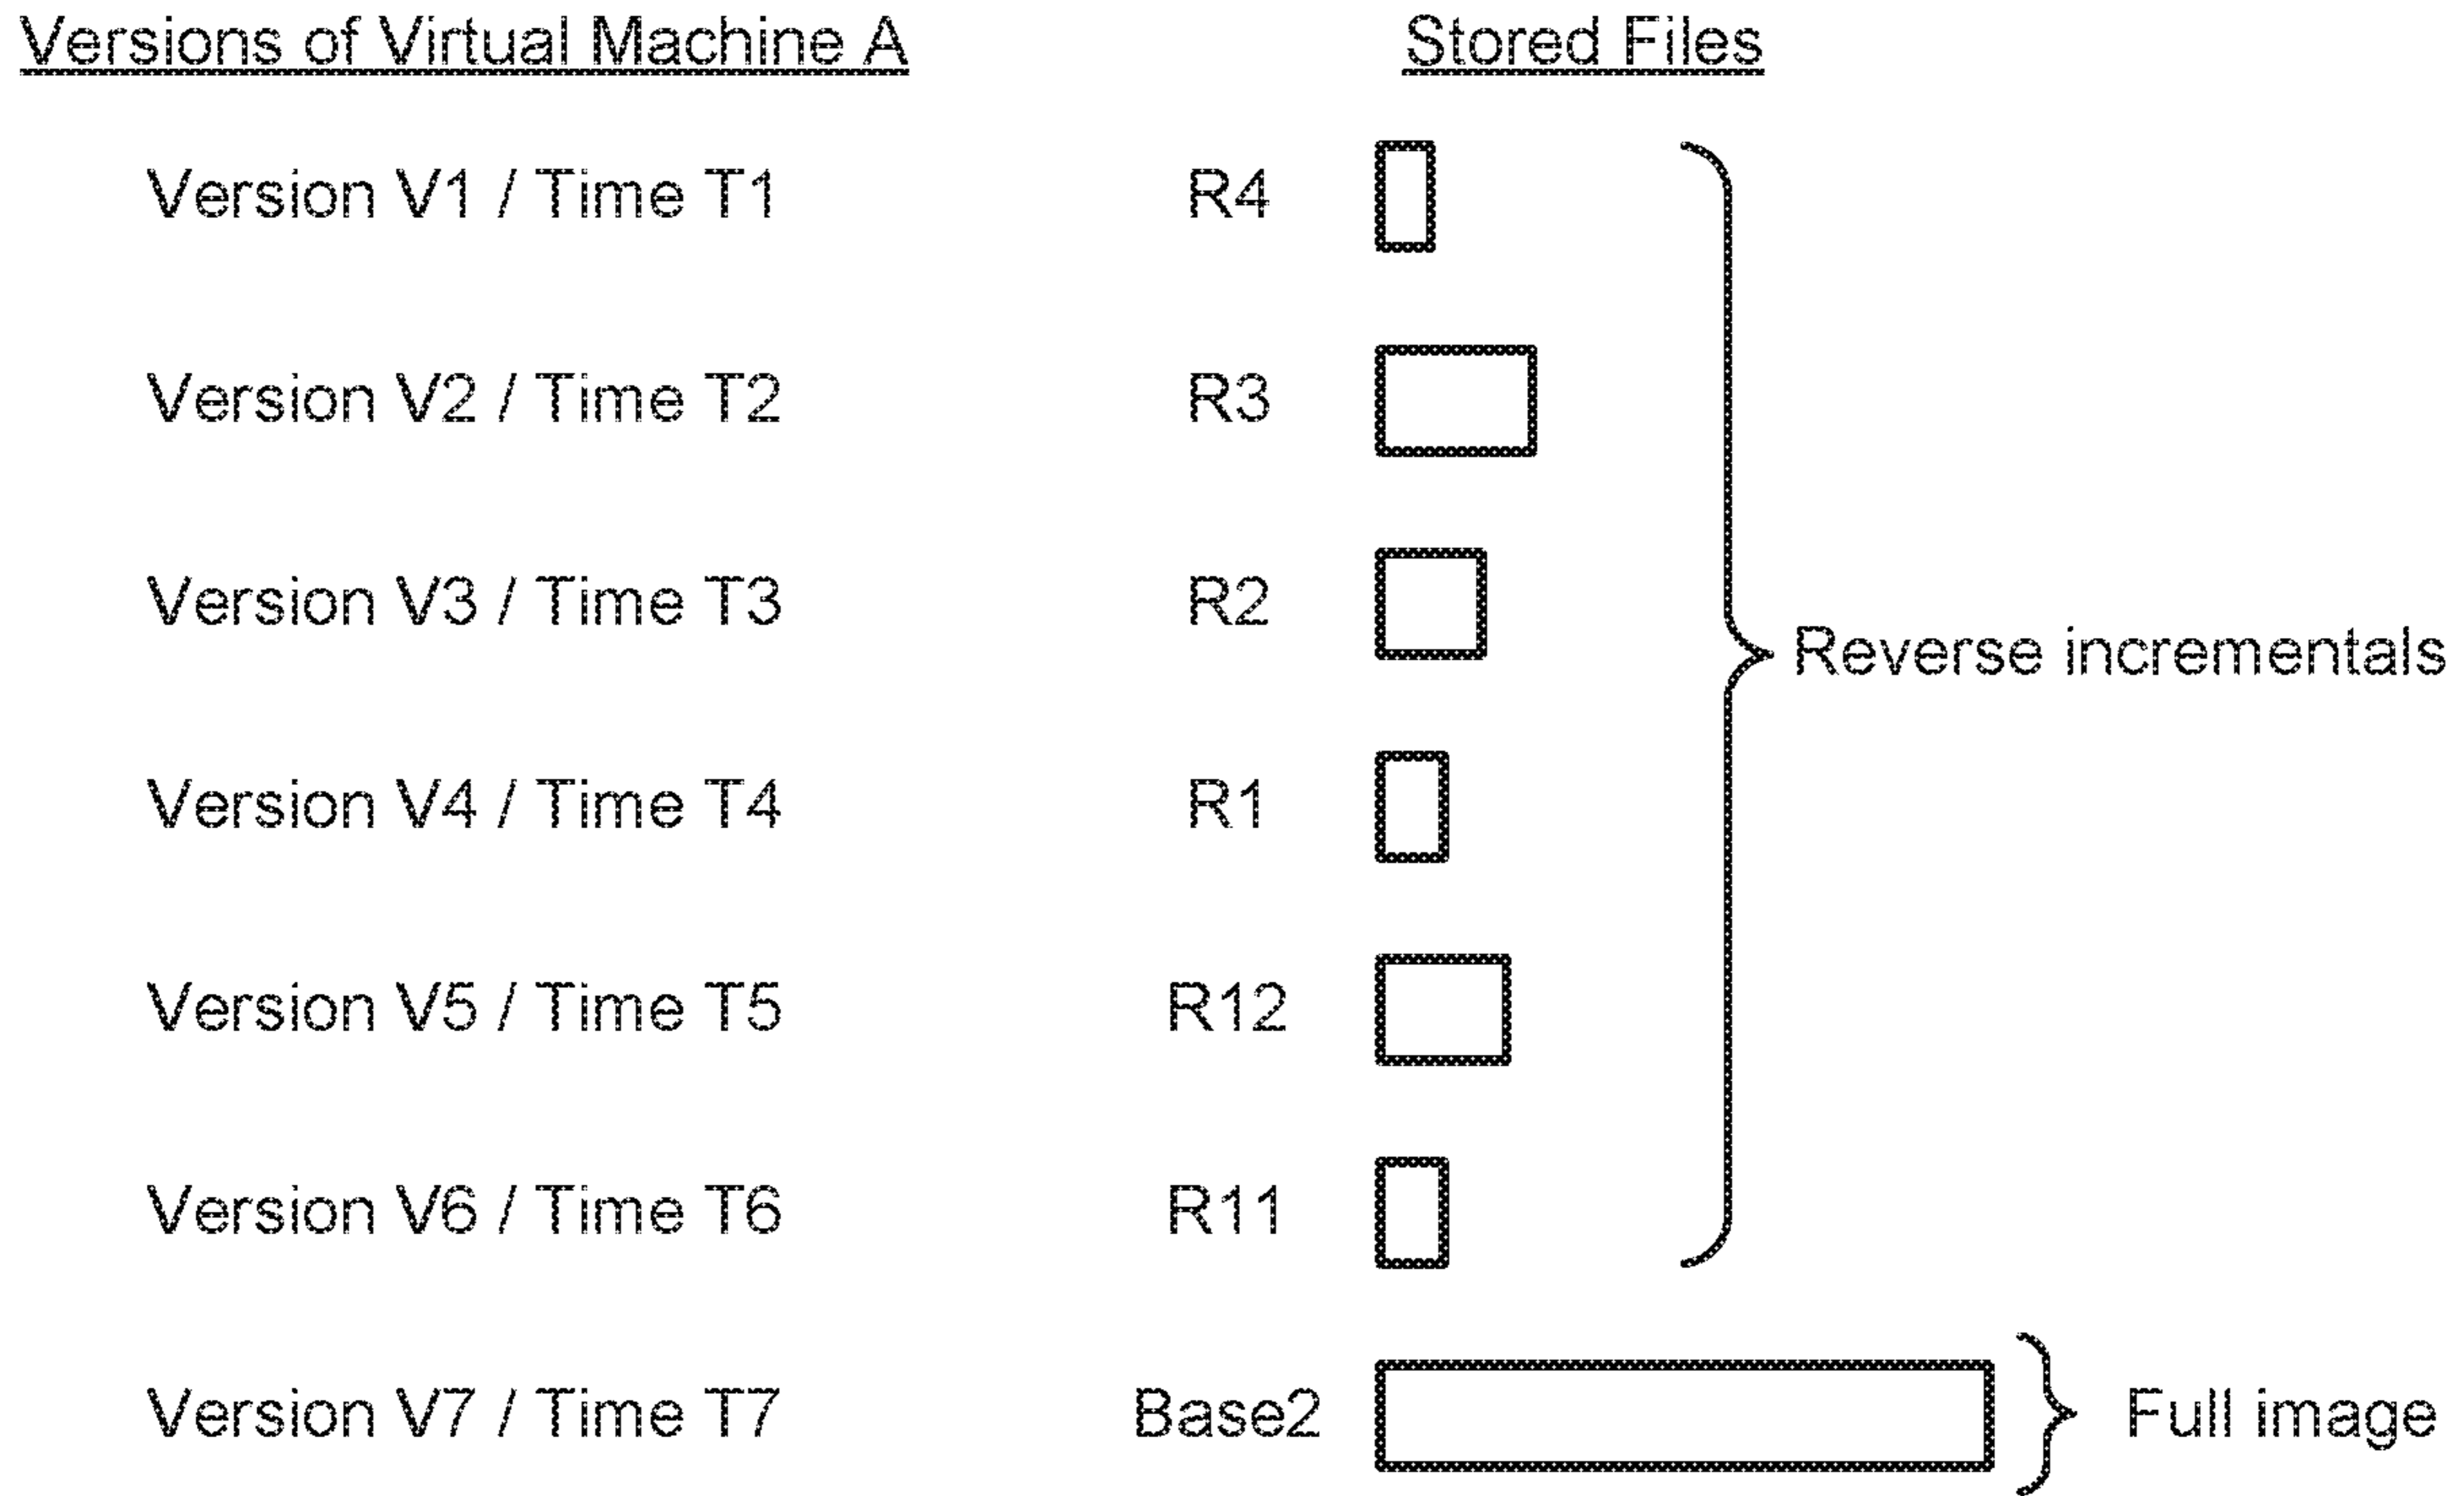 Versions of Virtual Machine A Stored Files
Version V1 / Time T1 R4
Version V2 / Time T2 R3
Version V3 / Time T3 R2
Reverse incrementals
Version V4 / Time T4 R1
Version V5 / Time T5 R12
Version V6 / Time T6 R11
Version V7 / Time T7 Base2 Full image